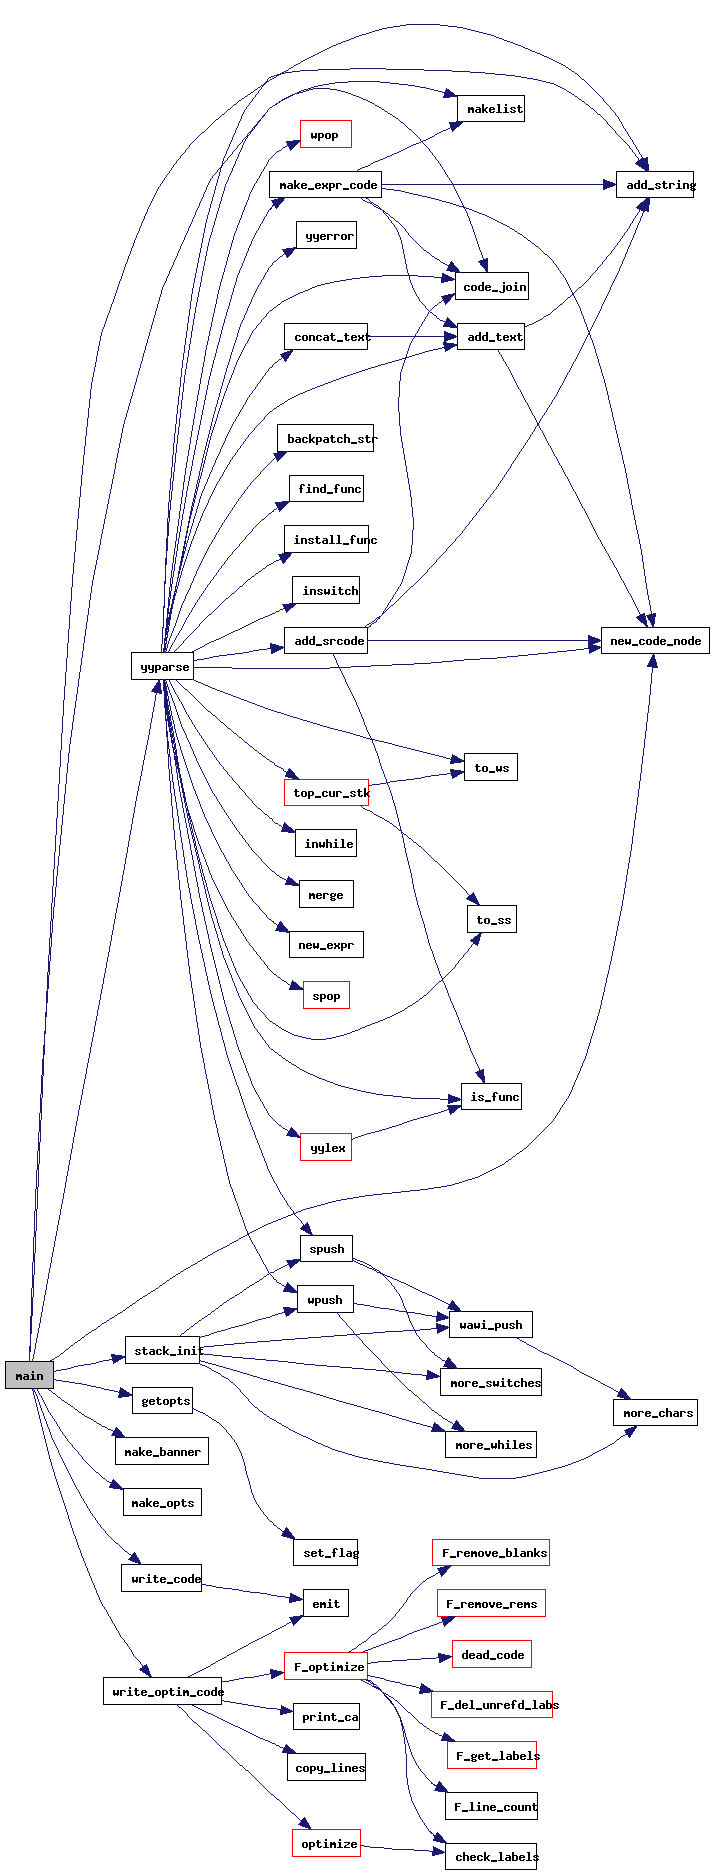 makelist
wpop
make_expr_code
add_string
yyerror
code_join
concat_text
add_text
backpatch_str
find_func
install_func
inswitch
add_srcode
new_code_node
yyparse
to_ws
top_cur_stk
inwhile
merge
to_ss
new_expr
spop
is_func
yylex
spush
wpush
wawi_push
stack_init
main
more_switches
getopts
more_chars
make_banner
more_whiles
make_opts
set_flag
F_remove_blanks
write_code
emit
F_remove_rems
dead_code
F_optimize
write_optim_code
F_del_unrefd_labs
print_ca
F_get_labels
copy_lines
F_line_count
optimize
check_labels